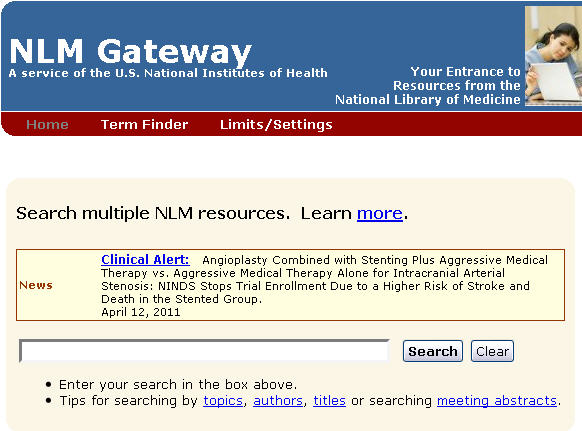 NLM Gateway
A service of the U.S. National Institutes of Health
Your Entrance to
Resources from the
National Library of Medicine
Home Term Finder Limits/Settings
Search multiple NLM resources. Learn more.
News
Clinical Alert: Angioplasty Combined with Stenting Plus Aggressive Medical
Therapy vs. Aggressive Medical Therapy Alone for Intracranial Arterial
Stenosis: NINDS Stops Trial Enrollment Due to a Higher Risk of Stroke and
Death in the Stented Group.
April 12, 2011
Search Clear
• Enter your search in the box above.
• Tips for searching by topics, authors, titles or searching meeting abstracts.